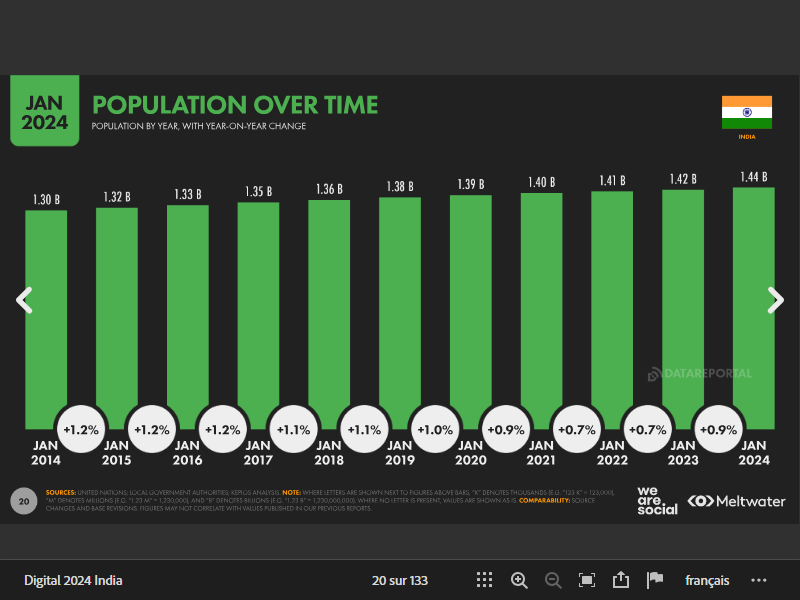 JAN
2024
POPULATION OVER TIME
POPULATION BY YEAR, WITH YEAR-ON-YEAR CHANGE
INDIA
1.30 B 1.32 B 1.33 B 1.35 B 1.36 B 1.38 B 1.39 B 1.40 B 1.41 B 1.42 B 1.44 B
DATAREPORTAL
+1.2% +1.2% +1.2% +1.1% +1.1% +1.0% +0.9% +0.7% +0.7% +0.9%
JAN JAN JAN JAN JAN JAN JAN JAN JAN JAN JAN
2014 2015 2016 2017 2018 2019 2020 2021 2022 2023 2024
20
SOURCES: UNITED NATIONS; LOCAL GOVERNMENT AUTHORITIES; KEPIOS ANALYSIS. NOTE: WHERE LETTERS ARE SHOWN NEXT TO FIGURES ABOVE BARS, "K" DENOTES THOUSANDS (E.G. "123 K" = 123,000),
"M" DENOTES MILLIONS (E.G. "1.23 M" = 1,230,000), AND "B" DENOTES BILLIONS (E.G. "1.23 B" = 1,230,000,000). WHERE NO LETTER IS PRESENT, VALUES ARE SHOWN AS IS. COMPARABILITY: SOURCE
CHANGES AND BASE REVISIONS. FIGURES MAY NOT CORRELATE WITH VALUES PUBLISHED IN OUR PREVIOUS REPORTS.
we
are.
social
Meltwater
Digital 2024 India
20 sur 133
français